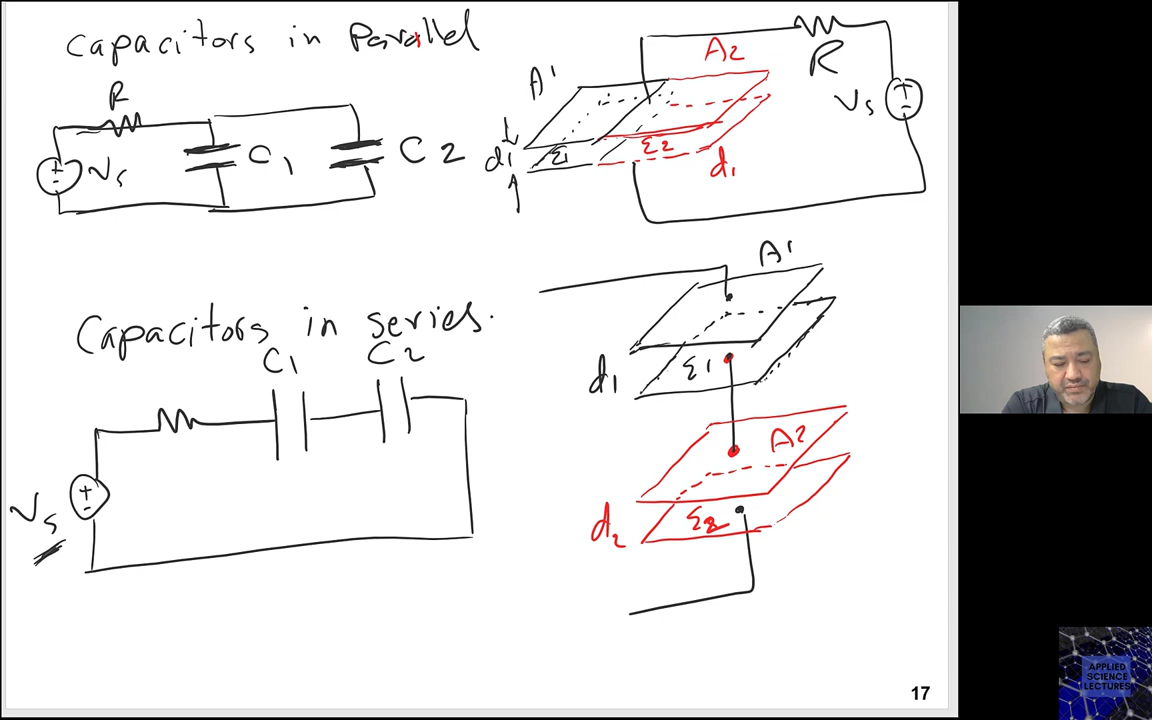 Capacitors in Parallel
R
Vs
C1
C2
A1
A2
R
Vs
d1
ε1
ε2
d1
Capacitors in series.
C1
C2
Vs
A1
d1
ε1
A2
d2
ε2
17
APPLIED
SCIENCE
LECTURES